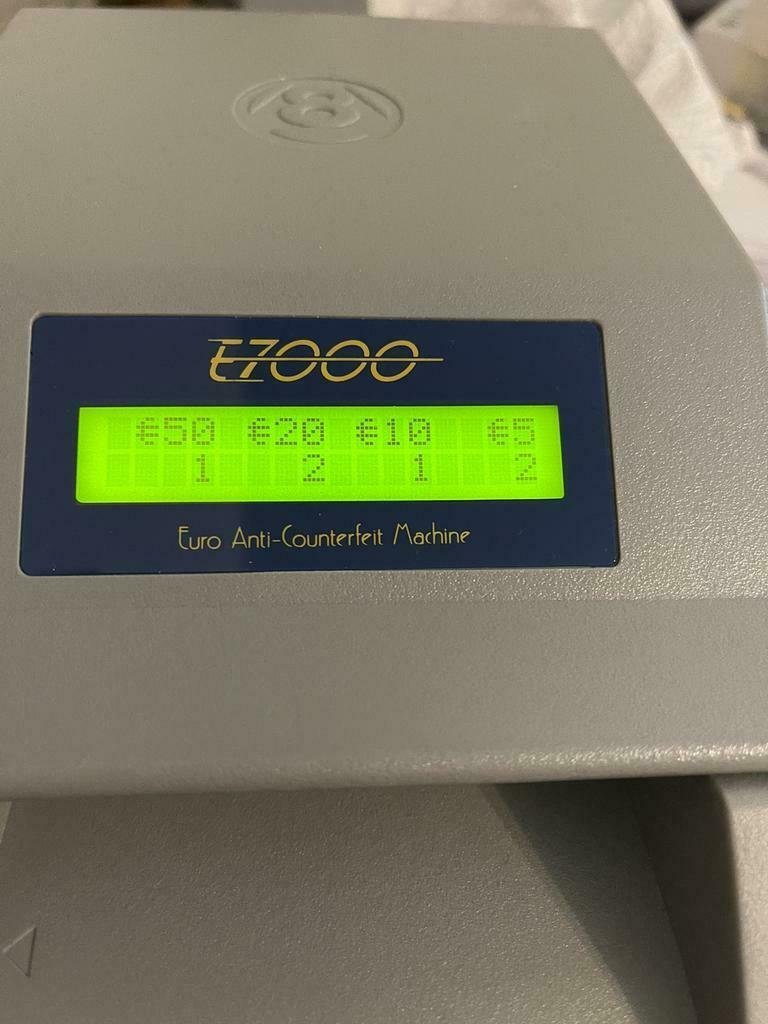 E7000
€50 €20 €10 €5
1 2 1 2
Euro Anti-Counterfeit Machine